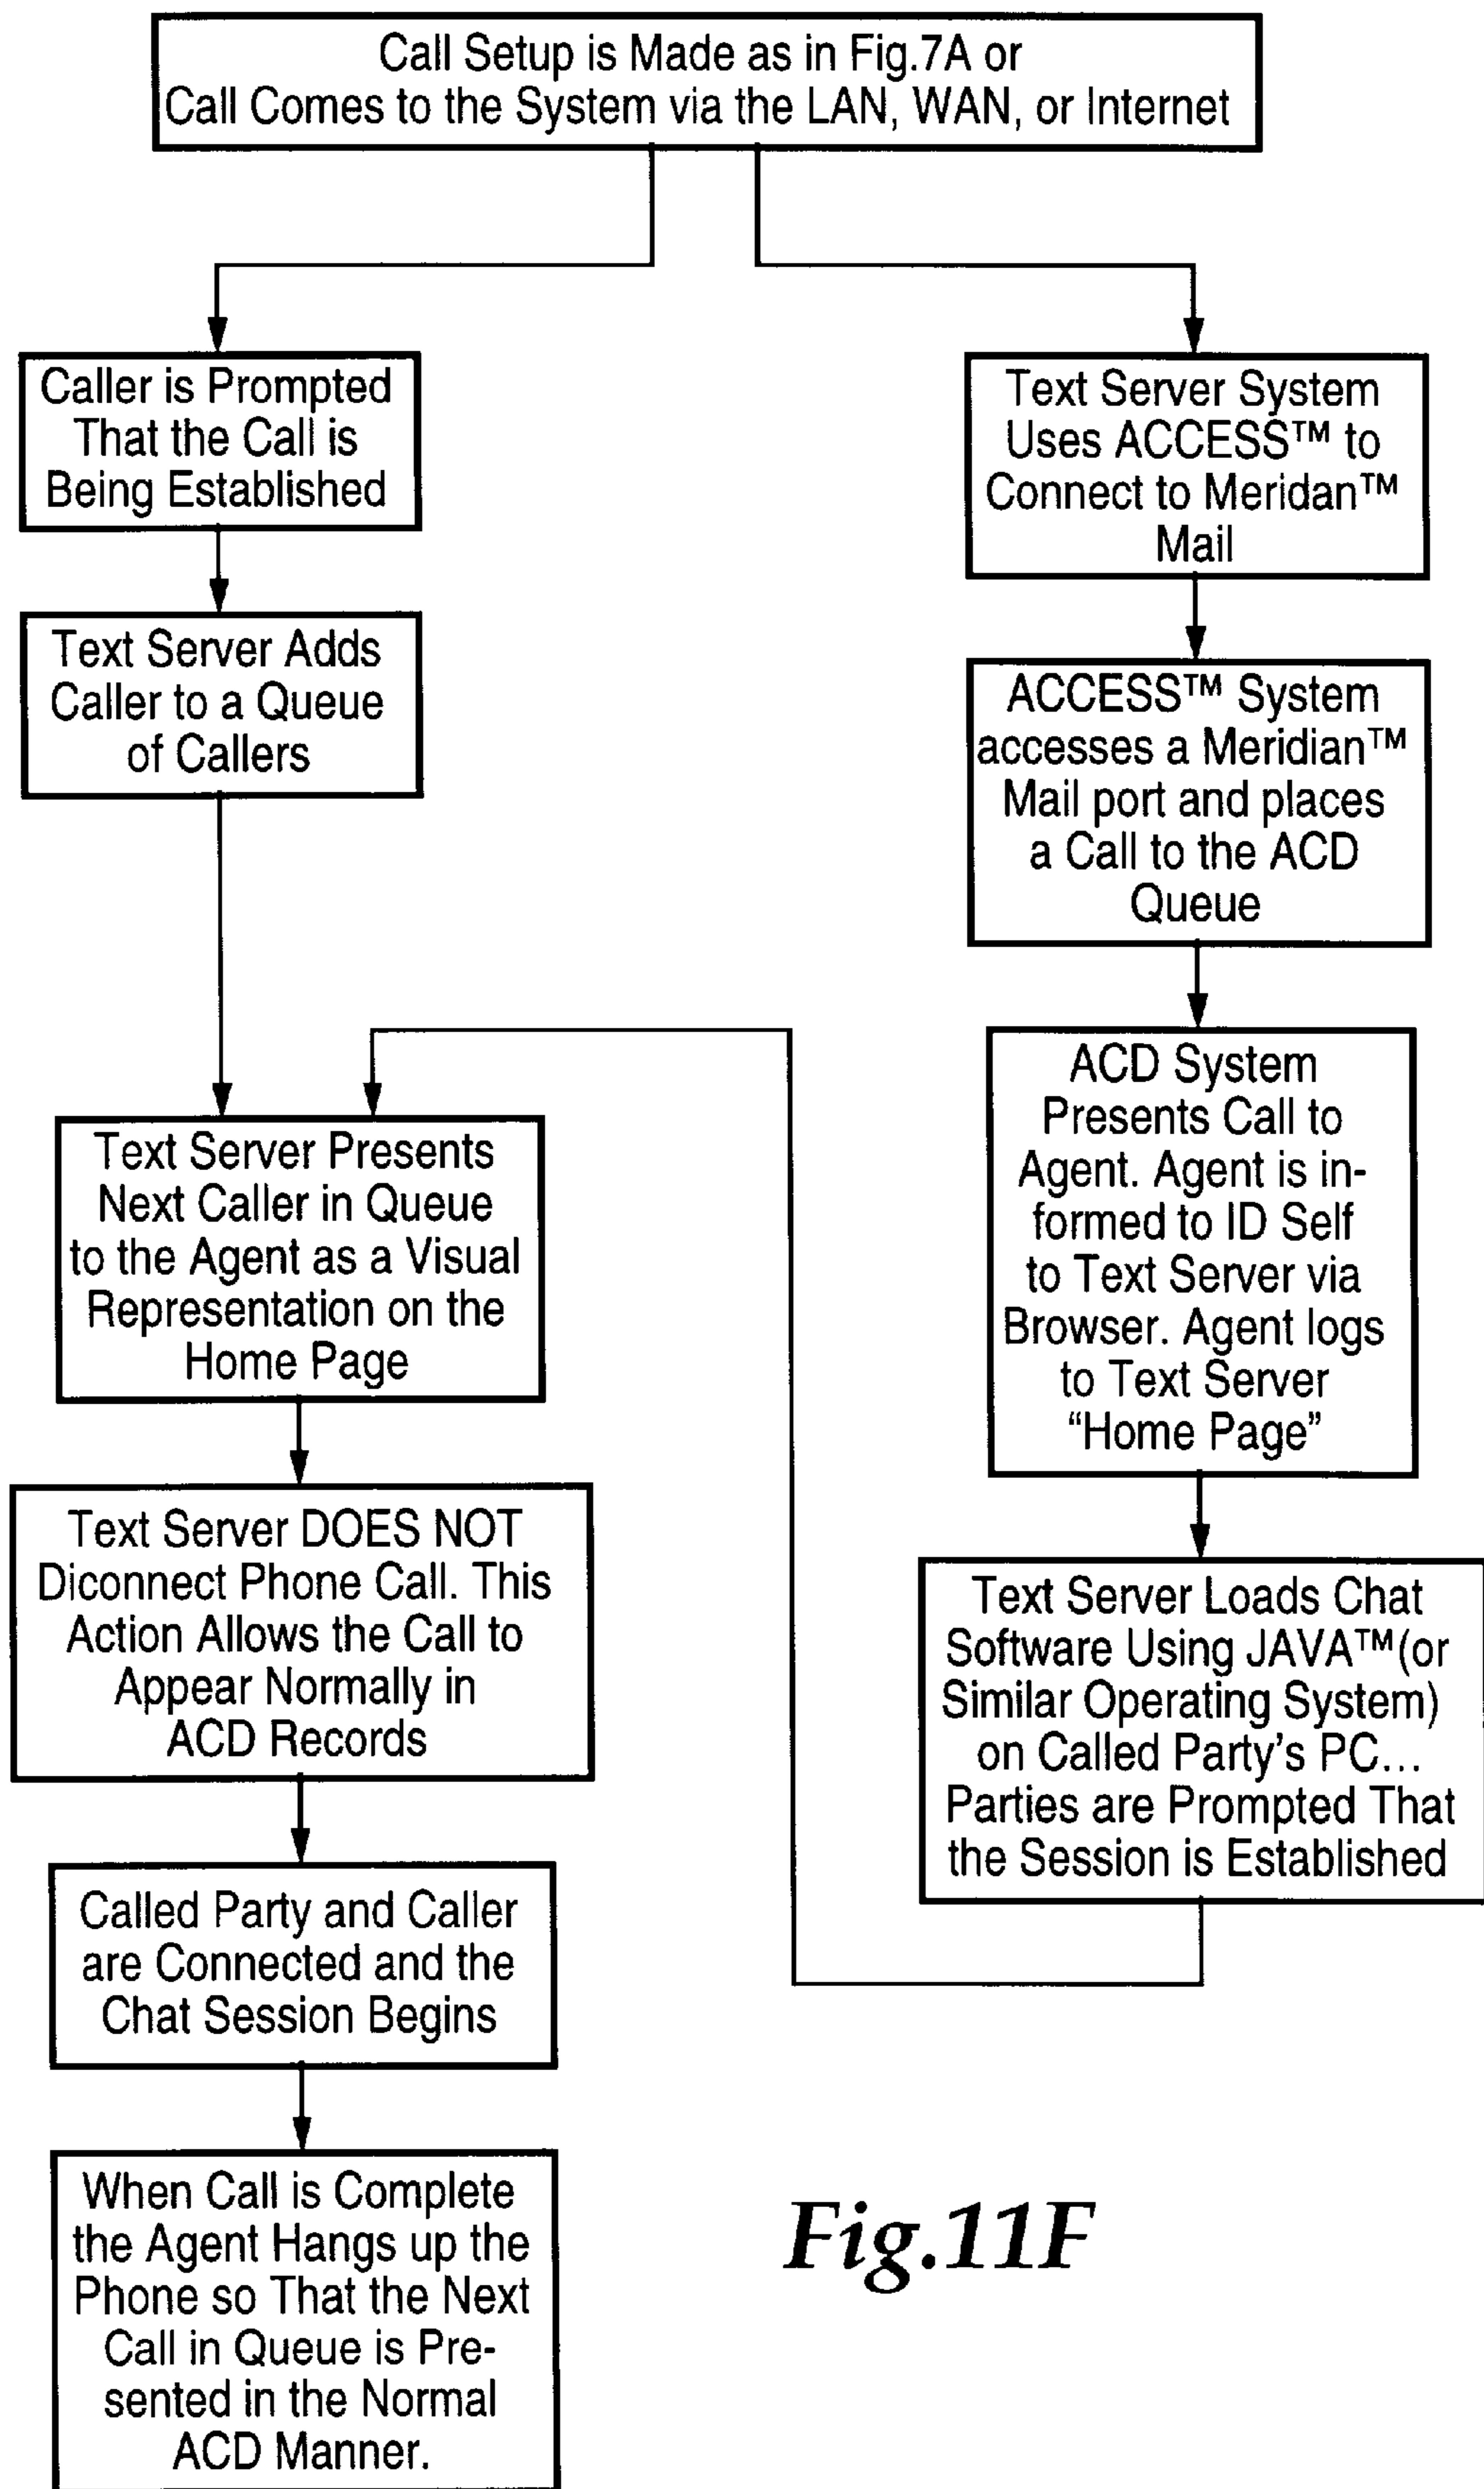 Call Setup is Made as in Fig.7A or
Call Comes to the System via the LAN, WAN, or Internet
Caller is Prompted
That the Call is
Being Established
Text Server Adds
Caller to a Queue
of Callers
Text Server System
Uses ACCESS™ to
Connect to Meridan™
Mail
ACCESS™ System
accesses a Meridian™
Mail port and places
a Call to the ACD
Queue
ACD System
Presents Call to
Agent. Agent is in-
formed to ID Self
to Text Server via
Browser. Agent logs
to Text Server
“Home Page”
Text Server Loads Chat
Software Using JAVA™(or
Similar Operating System)
on Called Party's PC...
Parties are Prompted That
the Session is Established
Text Server Presents
Next Caller in Queue
to the Agent as a Visual
Representation on the
Home Page
Text Server DOES NOT
Diconnect Phone Call. This
Action Allows the Call to
Appear Normally in
ACD Records
Called Party and Caller
are Connected and the
Chat Session Begins
When Call is Complete
the Agent Hangs up the
Phone so That the Next
Call in Queue is Pre-
sented in the Normal
ACD Manner.
Fig.11F